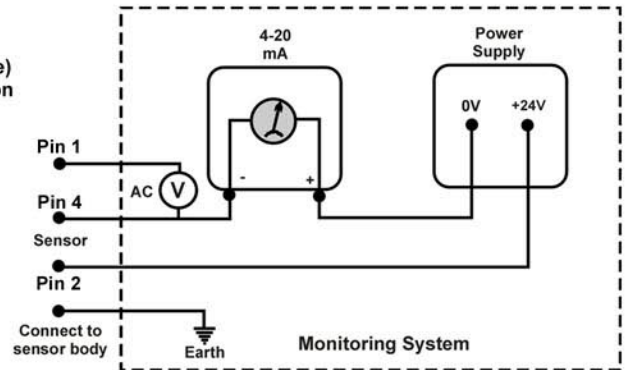 e)
on
4-20
mA
Power
Supply
0V
+24V
-
+
Pin 1
AC
V
Pin 4
Sensor
Pin 2
Connect to
sensor body
Earth
Monitoring System